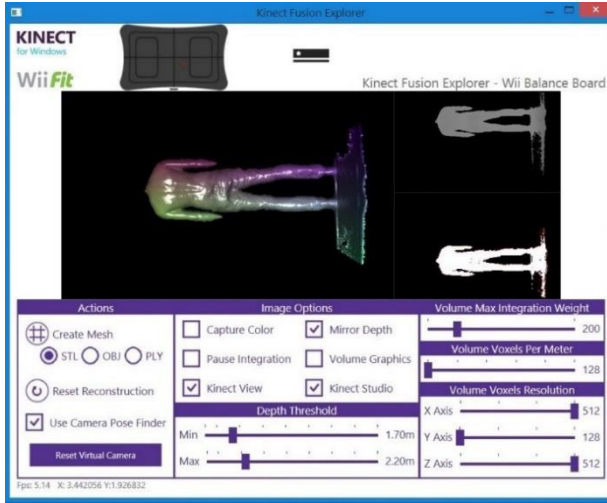 Kinect Fusion Explorer
KINECT
for Windows
Wii Fit
Kinect Fusion Explorer - Wii Balance Board
Actions
Create Mesh
STL OBJ PLY
Reset Reconstruction
Use Camera Pose Finder
Reset Virtual Camera
Image Options
Capture Color Mirror Depth
Pause Integration Volume Graphics
Kinect View Kinect Studio
Depth Threshold
Min 1.70m
Max 2.20m
Volume Max Integration Weight
200
Volume Voxels Per Meter
128
Volume Voxels Resolution
X Axis 512
Y Axis 128
Z Axis 512
Fps: 5.14 X: 3.442056 Y:1.926832